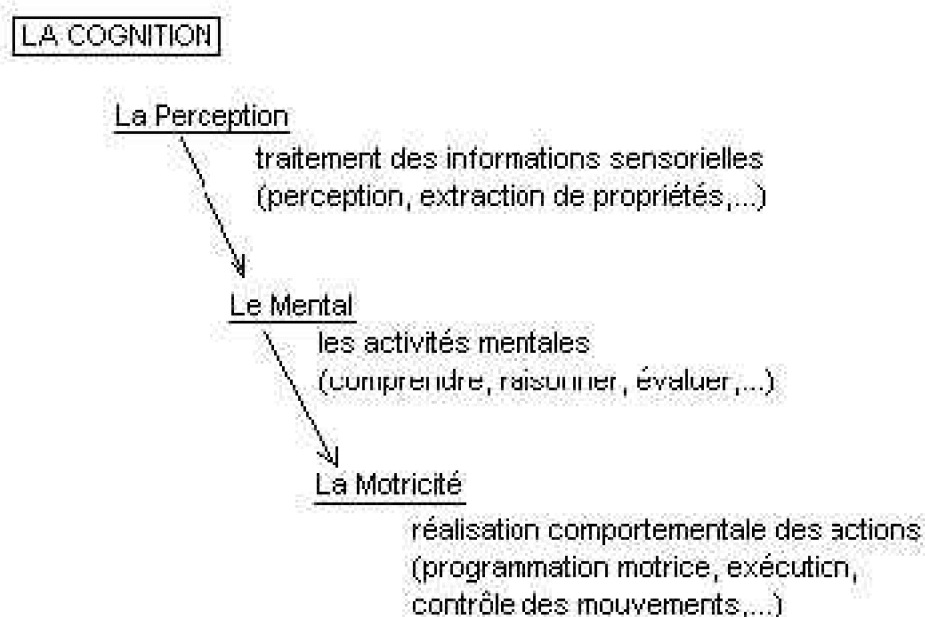 LA COGNITION
La Perception
traitement des informations sensorielles
(perception, extraction de propriétés,...)
Le Mental
les activités mentales
(comprendre, raisonner, évaluer,...)
La Motricité
réalisation comportementale des actions
(programmation motrice, exécution,
contrôle des mouvements,...)